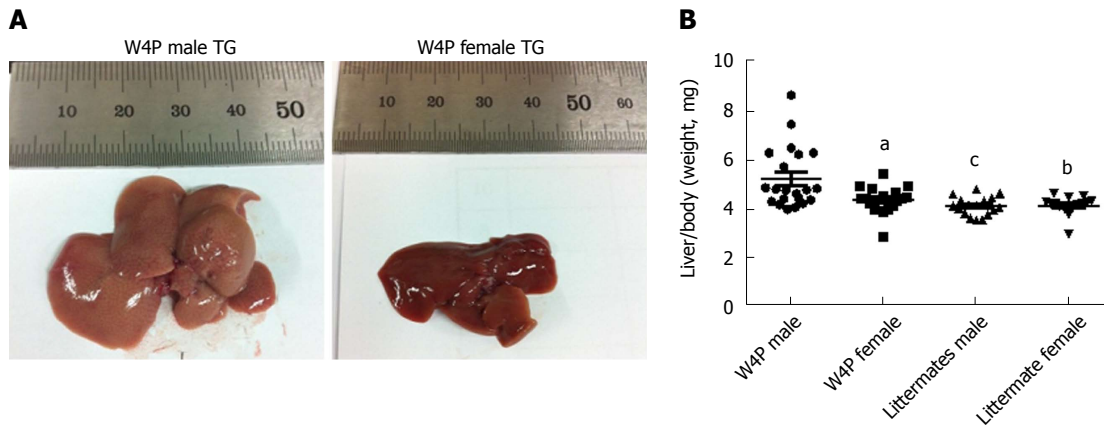 A
W4P male TG
W4P female TG
10 20 30 40 50
10 20 30 40 50 60
B
Liver/body (weight, mg)
10
8
6
4
2
0
a
c
b
W4P male
W4P female
Littermates male
Littermate female